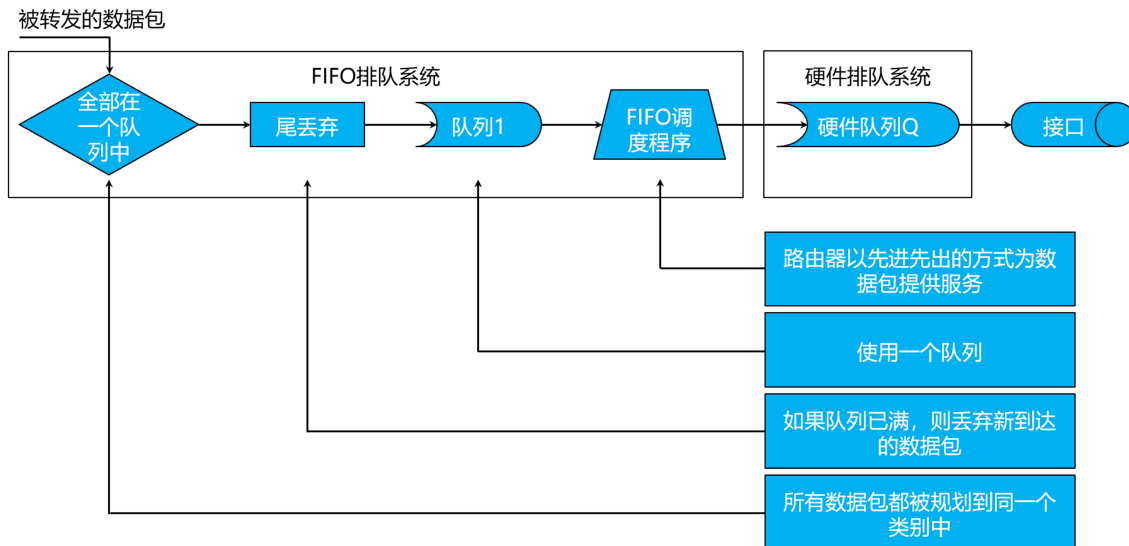 被转发的数据包
FIFO排队系统
硬件排队系统
全部在
一个队
列中
尾丢弃
队列1
FIFO调
度程序
硬件队列Q
接口
路由器以先进先出的方式为数
据包提供服务
使用一个队列
如果队列已满，则丢弃新到达
的数据包
所有数据包都被规划到同一个
类别中